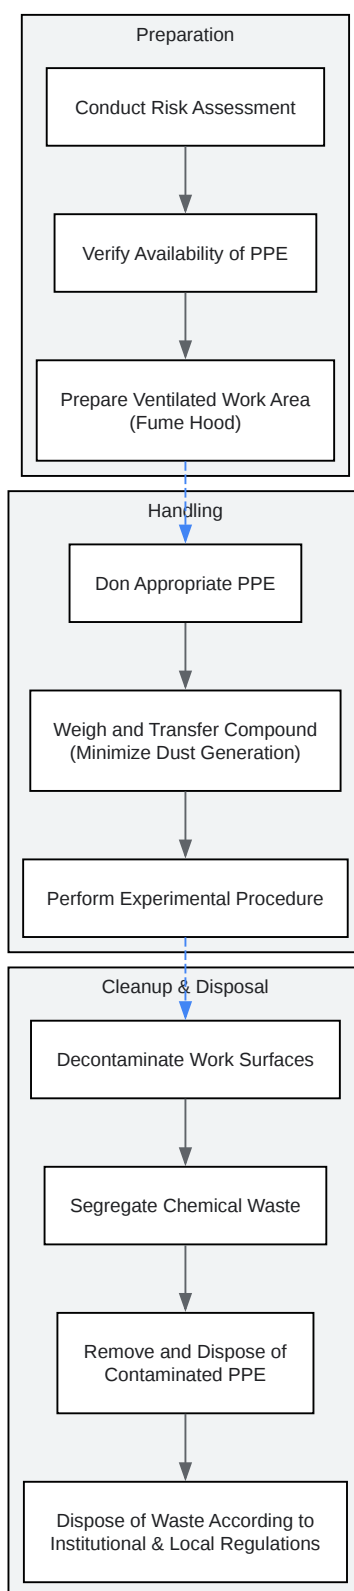 Preparation
Conduct Risk Assessment
Verify Availability of PPE
Prepare Ventilated Work Area
(Fume Hood)
Handling
Don Appropriate PPE
Weigh and Transfer Compound
(Minimize Dust Generation)
Perform Experimental Procedure
Cleanup & Disposal
Decontaminate Work Surfaces
Segregate Chemical Waste
Remove and Dispose of
Contaminated PPE
Dispose of Waste According to
Institutional & Local Regulations